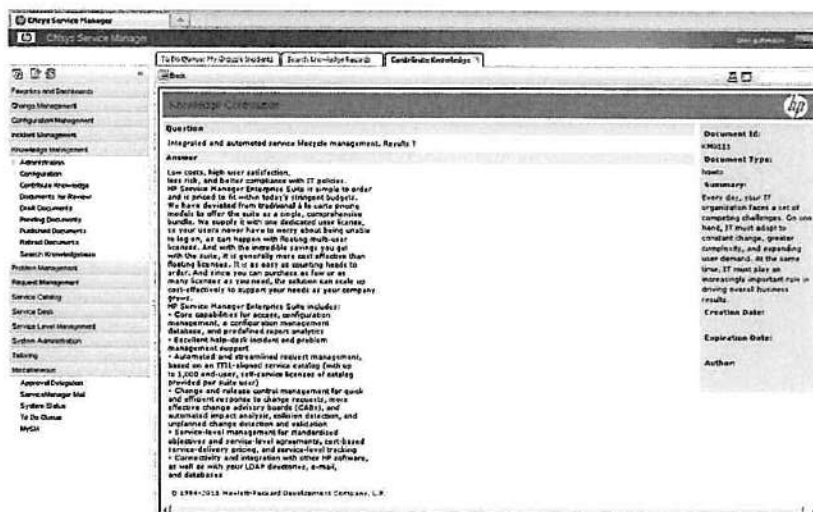 Service Manager
hp
Service Manager
To Do Queue: My Group's Incidents
Search Knowledge Records
Contribute Knowledge
Back
Favorites and Dashboards
Change Management
Configuration Management
Incident Management
Knowledge Management
Administration
Configuration
Contribute Knowledge
Documents for Review
Draft Documents
Pending Documents
Published Documents
Retired Documents
Search Knowledgebase
Problem Management
Request Management
Service Catalog
Service Desk
Service Level Management
System Administration
Tailoring
Miscellaneous
Approval Delegation
ServiceManager Mail
System Status
To Do Queue
MySM
Knowledge Contribution
hp
Question
Integrated and automated service lifecycle management. Results ?
Answer
Low costs, high user satisfaction,
less risk, and better compliance with IT policies.
HP Service Manager Enterprise Suite is simple to order
and is priced to fit within today's stringent budgets.
We have deviated from traditional à la carte pricing
models to offer the suite as a single, comprehensive
bundle. We supply it with one dedicated user license,
so your users never have to worry about being unable
to log on, as can happen with floating multi-user
licenses. And with the incredible savings you get
with the suite, it is generally more cost effective than
floating licenses. It is as easy as counting heads to
order. And since you can purchase as few or as
many licenses as you need, the solution can scale up
cost-effectively to support your needs as your company
grows.
HP Service Manager Enterprise Suite includes:
• Core capabilities for access, configuration
management, a configuration management
database, and predefined report analytics
• Excellent help-desk incident and problem
management support
• Automated and streamlined request management,
based on an ITIL-aligned service catalog (with up
to 1,000 end-user, self-service licenses of catalog
provided per suite user)
• Change and release control management for quick
and efficient response to change requests, more
effective change advisory boards (CABs), and
automated impact analysis, collision detection, and
unplanned change detection and validation
• Service-level management for standardized
objectives and service-level agreements, cost-based
service-delivery pricing, and service-level tracking
• Connectivity and integration with other HP software,
as well as with your LDAP directories, e-mail,
and databases
Hewlett-Packard Development Company, L.P.
Document Id:
Document Type:
howto
Summary:
Every day, your IT
organization faces a set of
competing challenges. On one
hand, IT must adapt to
constant change, greater
complexity, and expanding
user demand. At the same
time, IT must play an
increasingly important role in
driving overall business
results.
Creation Date:
Expiration Date:
Author: